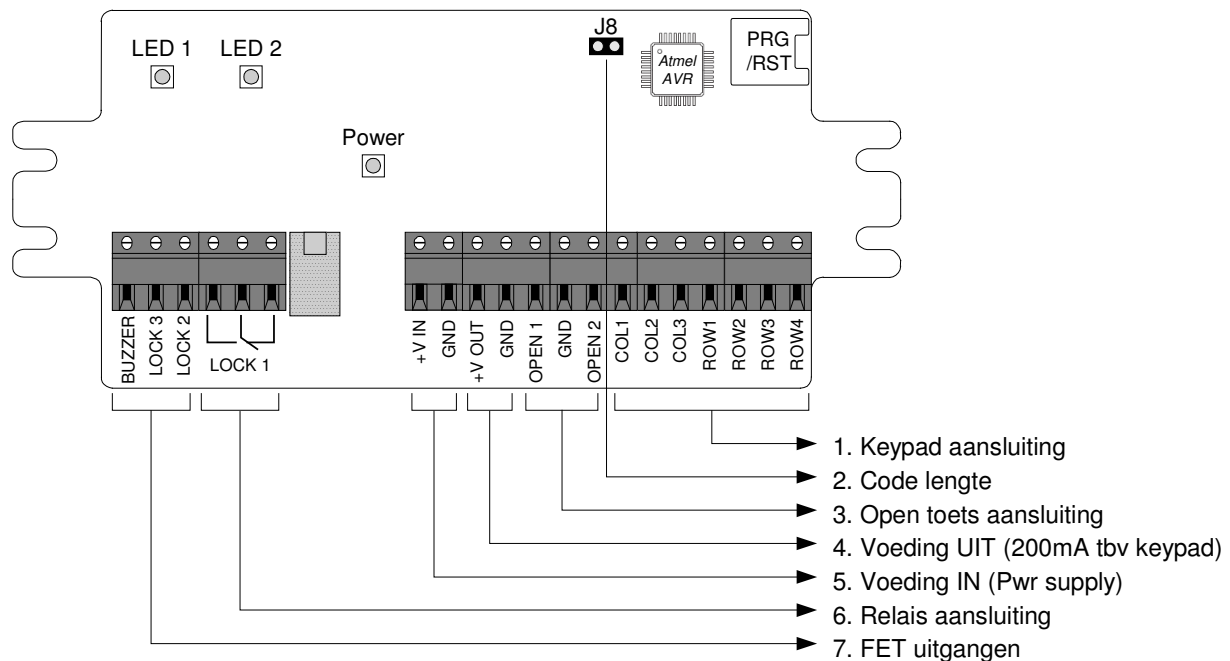 J8
LED 1
LED 2
Atmel
AVR
PRG
/RST
Power
BUZZER
LOCK 3
LOCK 2
LOCK 1
+V IN
GND
+V OUT
GND
OPEN 1
GND
OPEN 2
COL1
COL2
COL3
ROW1
ROW2
ROW3
ROW4
1. Keypad aansluiting
2. Code lengte
3. Open toets aansluiting
4. Voeding UIT (200mA tbv keypad)
5. Voeding IN (Pwr supply)
6. Relais aansluiting
7. FET uitgangen